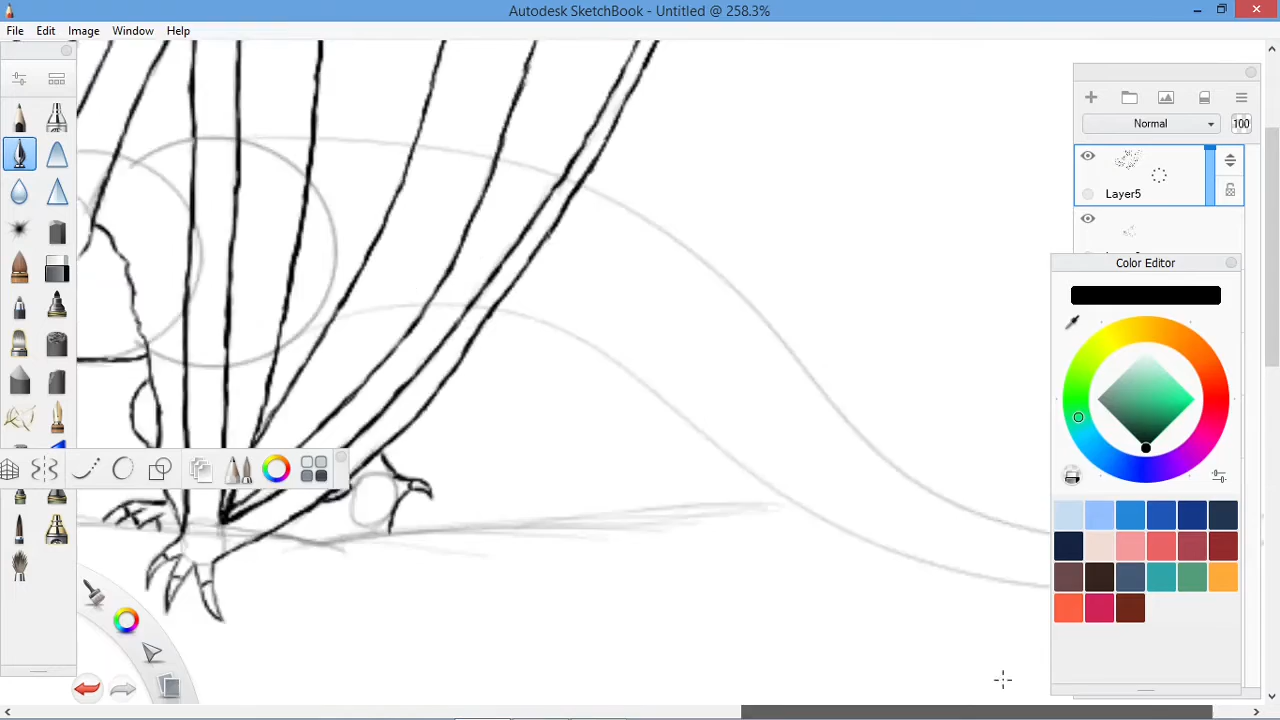 Autodesk SketchBook - Untitled @ 258.3%
File Edit Image Window Help
Normal 100
Layer5
Color Editor